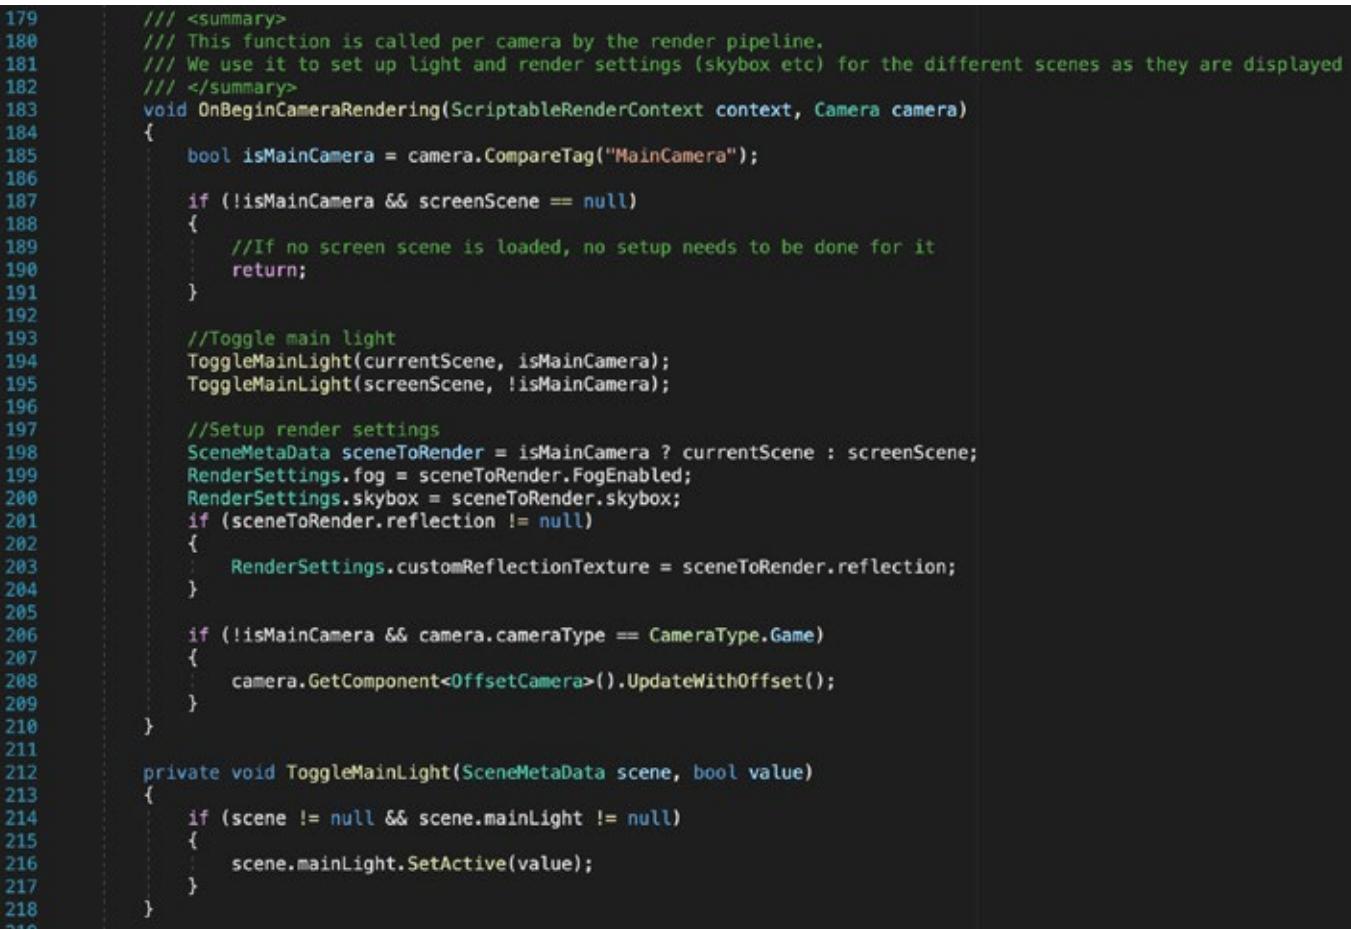 179 /// <summary>
180 /// This function is called per camera by the render pipeline.
181 /// We use it to set up light and render settings (skybox etc) for the different scenes as they are displayed
182 /// </summary>
183 void OnBeginCameraRendering(ScriptableRenderContext context, Camera camera)
184 {
185 bool isMainCamera = camera.CompareTag("MainCamera");
186
187 if (!isMainCamera && screenScene == null)
188 {
189 //If no screen scene is loaded, no setup needs to be done for it
190 return;
191 }
192
193 //Toggle main light
194 ToggleMainLight(currentScene, isMainCamera);
195 ToggleMainLight(screenScene, !isMainCamera);
196
197 //Setup render settings
198 SceneMetaData sceneToRender = isMainCamera ? currentScene : screenScene;
199 RenderSettings.fog = sceneToRender.FogEnabled;
200 RenderSettings.skybox = sceneToRender.skybox;
201 if (sceneToRender.reflection != null)
202 {
203 RenderSettings.customReflectionTexture = sceneToRender.reflection;
204 }
205
206 if (!isMainCamera && camera.cameraType == CameraType.Game)
207 {
208 camera.GetComponent<OffsetCamera>().UpdateWithOffset();
209 }
210 }
211
212 private void ToggleMainLight(SceneMetaData scene, bool value)
213 {
214 if (scene != null && scene.mainLight != null)
215 {
216 scene.mainLight.SetActive(value);
217 }
218 }